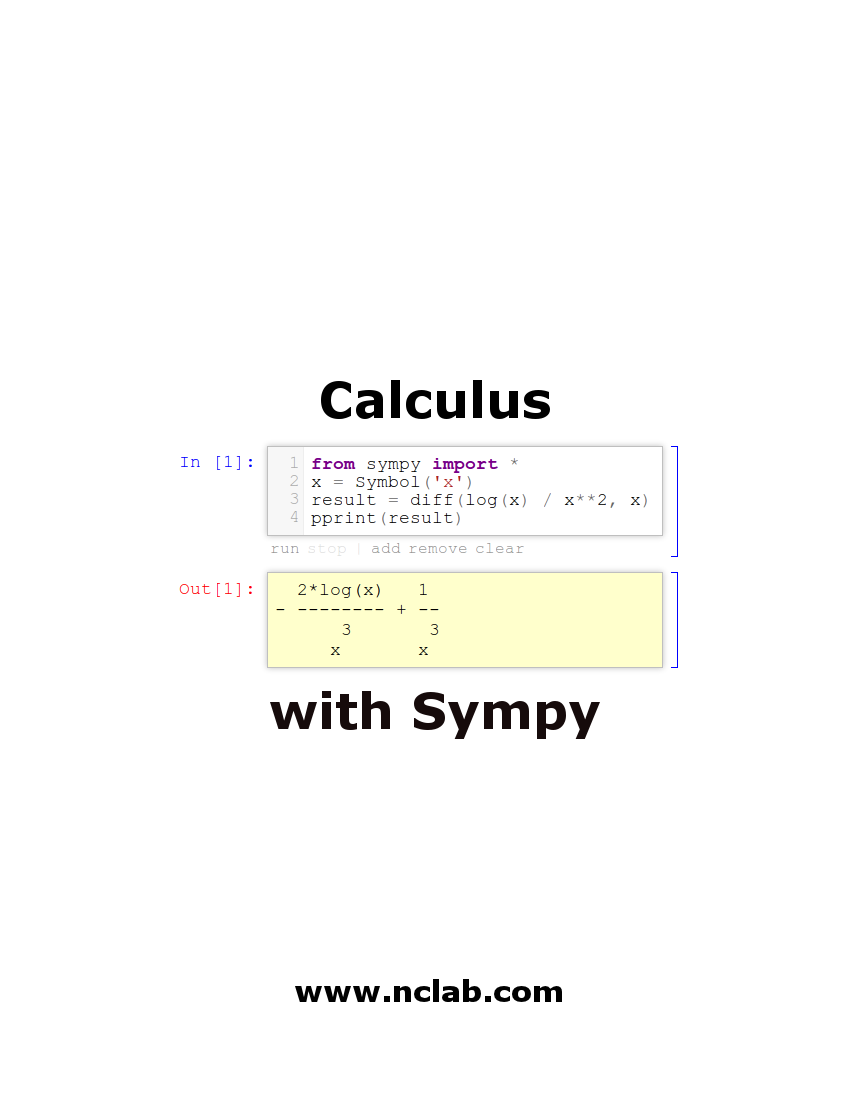 Calculus
In [1]:
1 from sympy import *
2 x = Symbol('x')
3 result = diff(log(x) / x**2, x)
4 pprint(result)
run stop | add remove clear
Out[1]:
  2*log(x)   1
- -------- + --
      3       3
     x       x
with Sympy
www.nclab.com